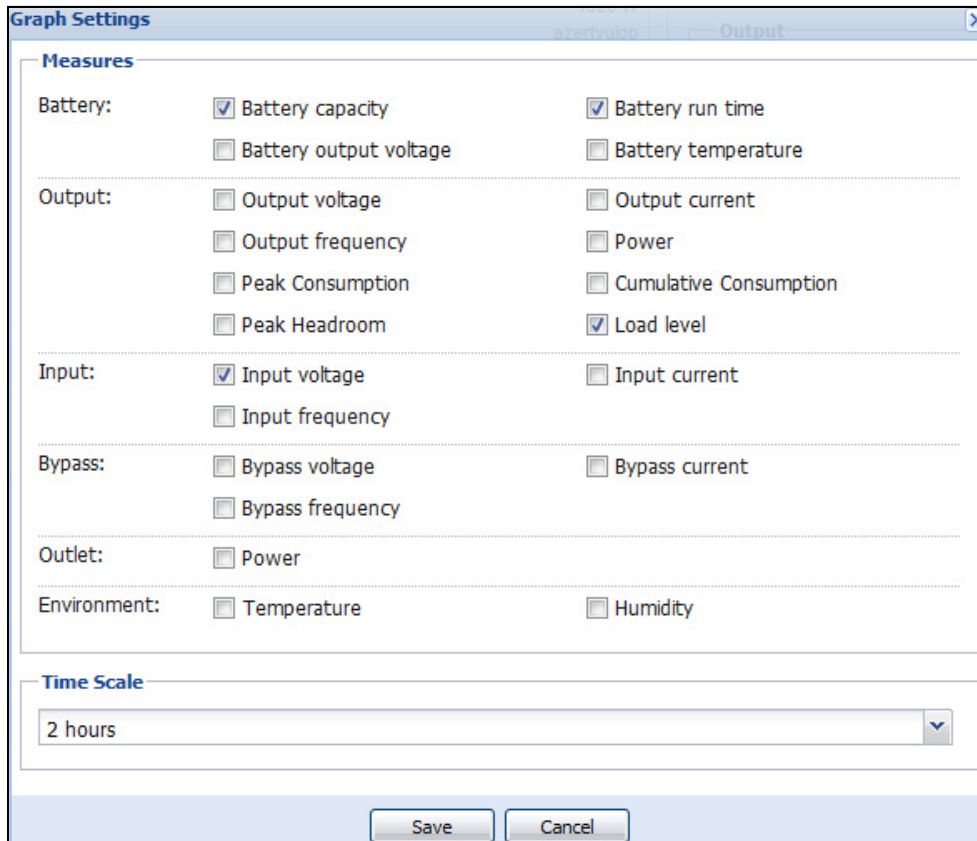 Graph Settings
Output
Measures
Battery: Battery capacity Battery run time
Battery output voltage Battery temperature
Output: Output voltage Output current
Output frequency Power
Peak Consumption Cumulative Consumption
Peak Headroom Load level
Input: Input voltage Input current
Input frequency
Bypass: Bypass voltage Bypass current
Bypass frequency
Outlet: Power
Environment: Temperature Humidity
Time Scale
2 hours
Save Cancel